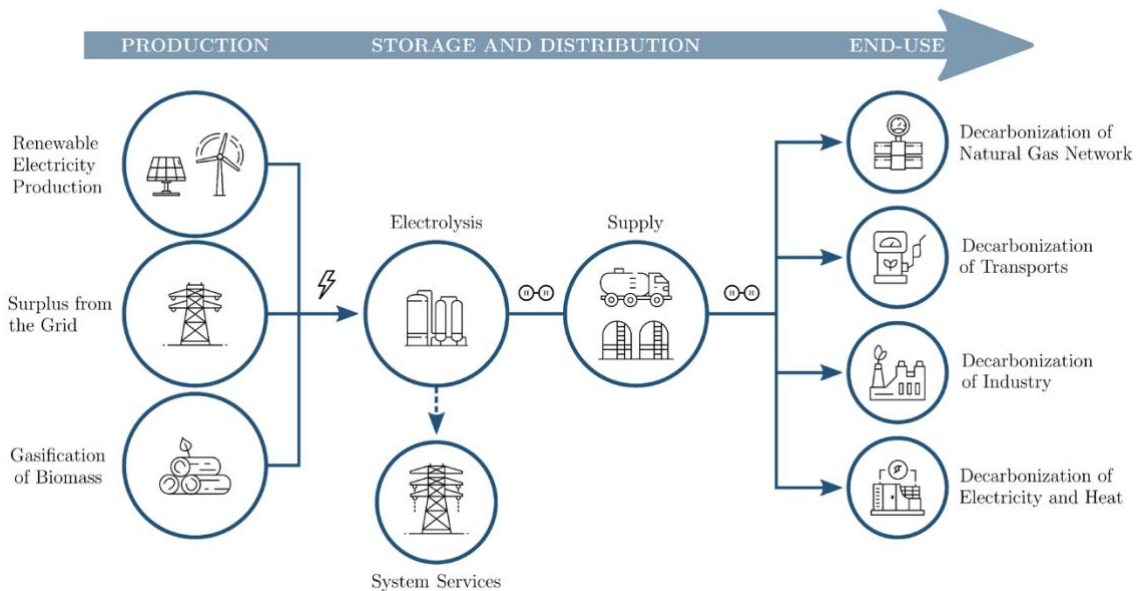 PRODUCTION
STORAGE AND DISTRIBUTION
END-USE
Renewable
Electricity
Production
Surplus from
the Grid
Gasification
of Biomass
Electrolysis
H H
System Services
Supply
H H
Decarbonization of
Natural Gas Network
Decarbonization
of Transports
Decarbonization
of Industry
Decarbonization of
Electricity and Heat